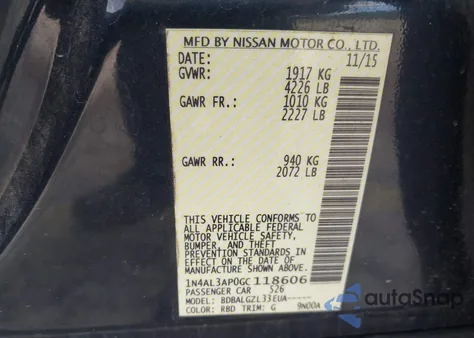 MFD BY NISSAN MOTOR CO., LTD.
DATE: 11/15
GVWR: 1917 KG
4226 LB
GAWR FR.: 1010 KG
2227 LB
GAWR RR.: 940 KG
2072 LB
THIS VEHICLE CONFORMS TO
ALL APPLICABLE FEDERAL
MOTOR VEHICLE SAFETY,
BUMPER, AND THEFT
PREVENTION STANDARDS IN
EFFECT ON THE DATE OF
MANUFACTURE SHOWN ABOVE.
1N4AL3AP0GC118606
PASSENGER CAR 526
MODEL: BDBALGZL33EUA-----
COLOR: RBD TRIM: G 9N00A
autoSnap